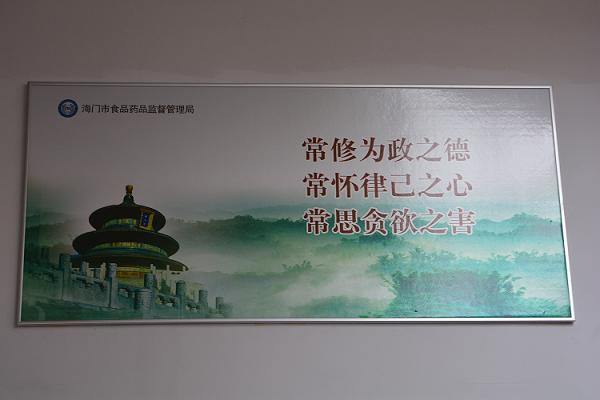 海门市食品药品监督管理局
常修为政之德
常怀律己之心
常思贪欲之害